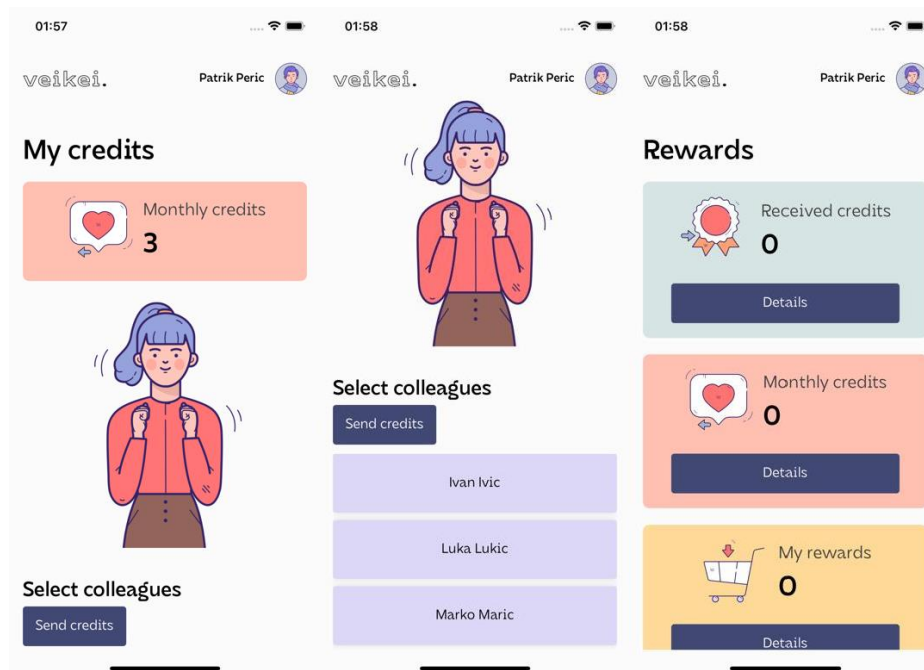 01:57
veikei.
Patrik Peric
My credits
Monthly credits
3
Select colleagues
Send credits
01:58
veikei.
Patrik Peric
Select colleagues
Send credits
Ivan Ivic
Luka Lukic
Marko Maric
01:58
veikei.
Patrik Peric
Rewards
Received credits
0
Details
Monthly credits
0
Details
My rewards
0
Details